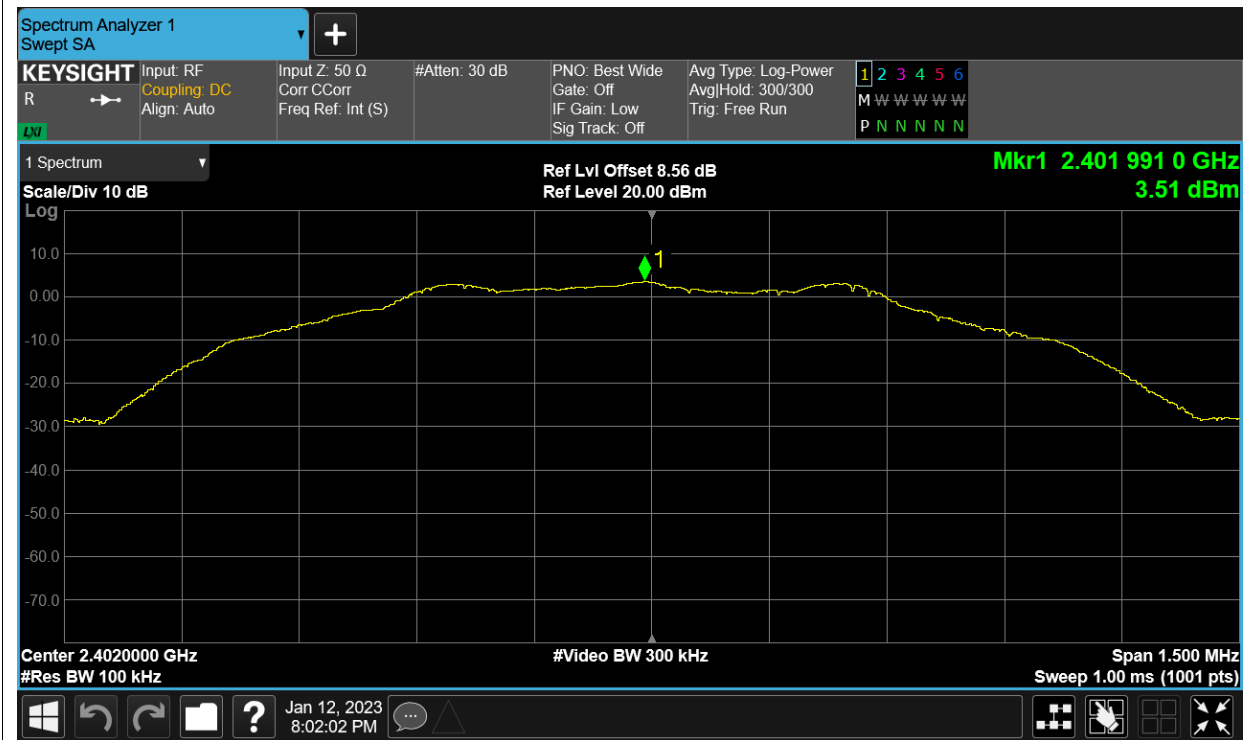 Spectrum Analyzer 1
Swept SA
KEYSIGHT
R
LXI
Input: RF
Coupling: DC
Align: Auto
Input Z: 50 Ω
Corr CCorr
Freq Ref: Int (S)
#Atten: 30 dB
PNO: Best Wide
Gate: Off
IF Gain: Low
Sig Track: Off
Avg Type: Log-Power
Avg|Hold: 300/300
Trig: Free Run
1 2 3 4 5 6
M W W W W W
P N N N N N
1 Spectrum
Scale/Div 10 dB
Ref Lvl Offset 8.56 dB
Ref Level 20.00 dBm
Mkr1 2.401 991 0 GHz
3.51 dBm
Log
10.0
0.00
-10.0
-20.0
-30.0
-40.0
-50.0
-60.0
-70.0
1
Center 2.4020000 GHz
#Res BW 100 kHz
#Video BW 300 kHz
Span 1.500 MHz
Sweep 1.00 ms (1001 pts)
?
Jan 12, 2023
8:02:02 PM